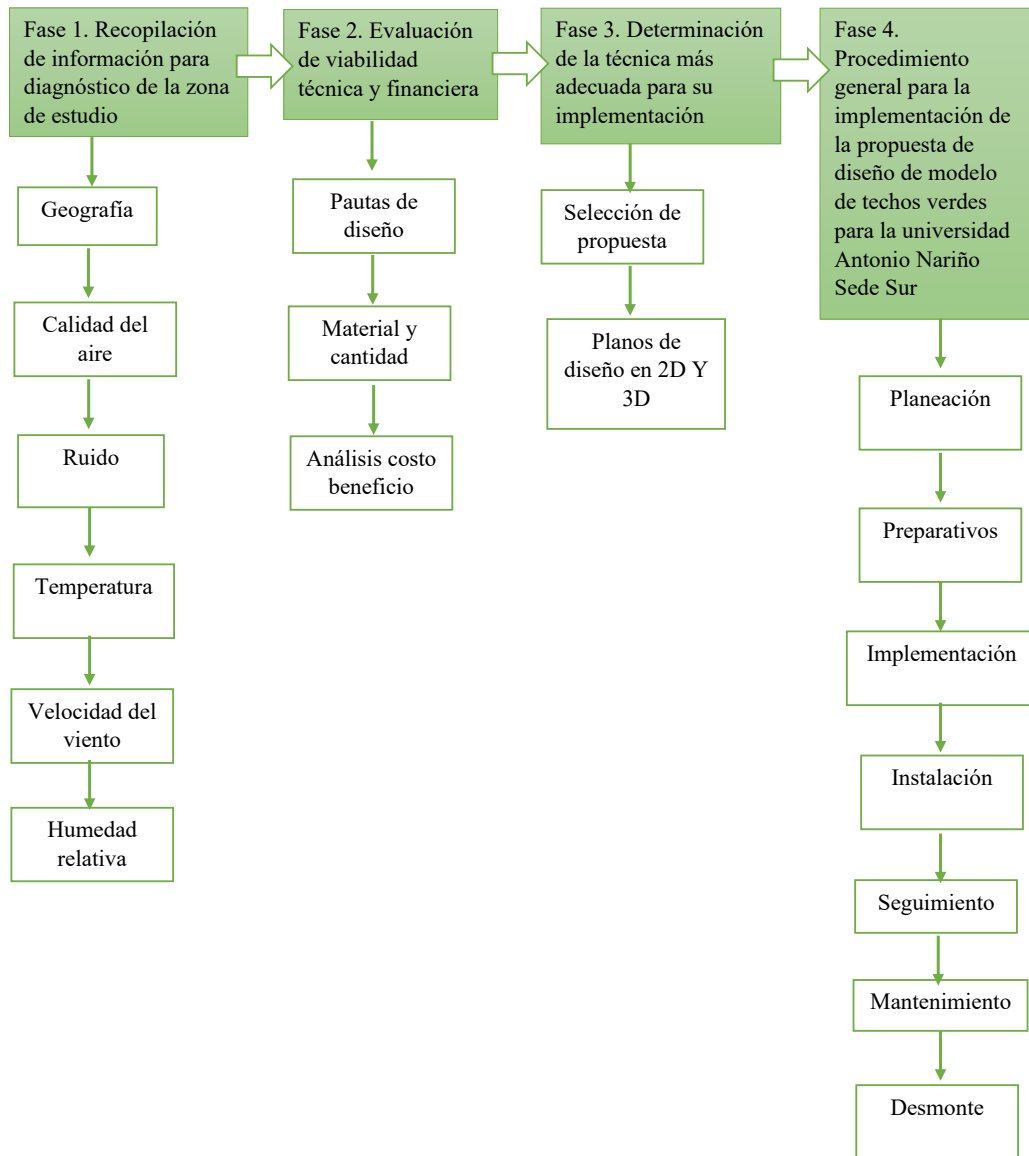 Fase 1. Recopilación
de información para
diagnóstico de la zona
de estudio
Geografía
Calidad del
aire
Ruido
Temperatura
Velocidad del
viento
Humedad
relativa
Fase 2. Evaluación
de viabilidad
técnica y financiera
Pautas de
diseño
Material y
cantidad
Análisis costo
beneficio
Fase 3. Determinación
de la técnica más
adecuada para su
implementación
Selección de
propuesta
Planos de
diseño en 2D Y
3D
Fase 4.
Procedimiento
general para la
implementación de
la propuesta de
diseño de modelo
de techos verdes
para la universidad
Antonio Nariño
Sede Sur
Planeación
Preparativos
Implementación
Instalación
Seguimiento
Mantenimiento
Desmonte